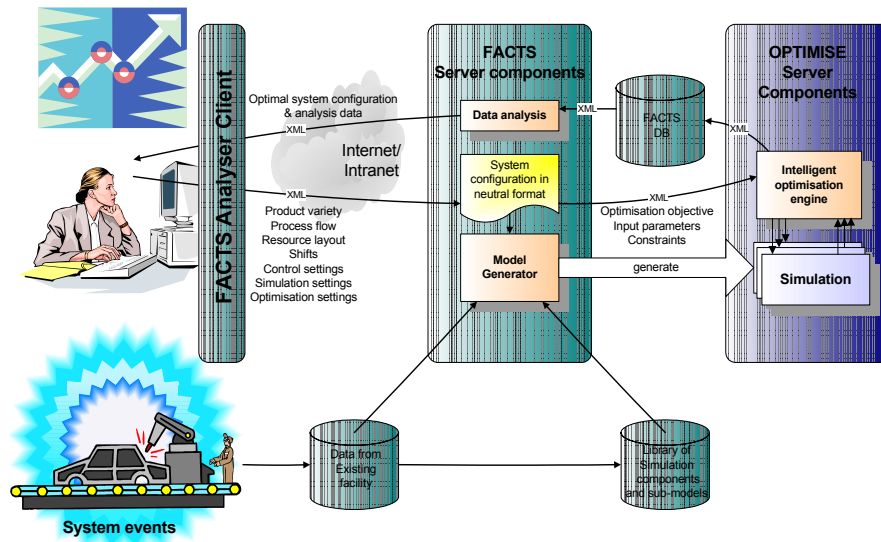 FACTS
Server components
OPTIMISE
Server
Components
FACTS Analyser Client
Optimal system configuration
& analysis data
XML
Internet/
Intranet
Data analysis
XML
FACTS
DB
XML
System
configuration in
neutral format
XML
Intelligent
optimisation
engine
XML
Product variety
Process flow
Resource layout
Shifts
Control settings
Simulation settings
Optimisation settings
Optimisation objective
Input parameters
Constraints
Model
Generator
generate
Simulation
Data from
Existing
facility
Library of
Simulation
components
and sub-models
System events